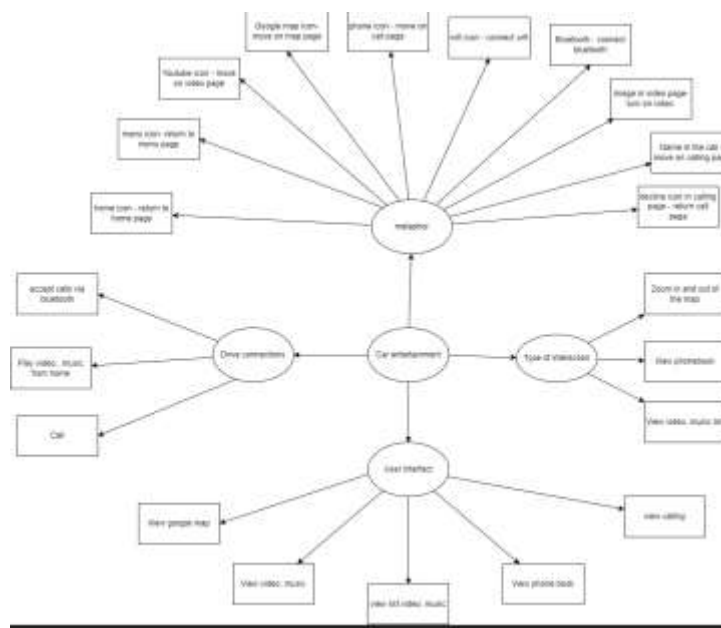 Google map icon-
move on map page
phone icon - move on
call page
wifi icon - connect wifi
Bluetooth - connect
bluetooth
Youtube icon - move
on video page
Image in video page-
turn on video
menu icon- return to
menu page
Name in the call
move on calling pa
home icon - return to
home page
metaphor
decline icon in calling
page - return call
page
accept calls via
bluetooth
Zoom in and out of
the map
Play video, music
from home
Drive connections
Car entertainment
Type of interaction
View phonebook
Call
View video, music
User interface
View google map
view calling
View video, music
view list video, music
View phone book